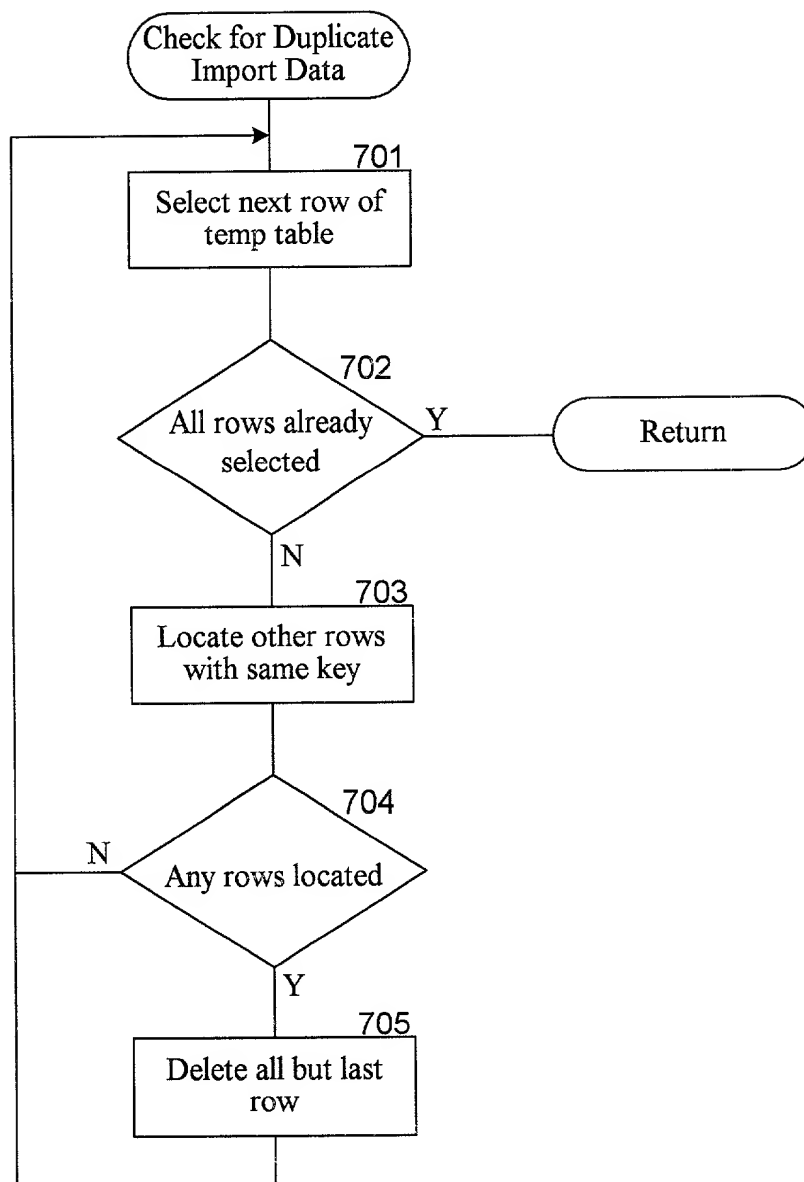 Check for Duplicate
Import Data
701
Select next row of
temp table
702
All rows already
selected
Y
Return
N
703
Locate other rows
with same key
704
N
Any rows located
Y
705
Delete all but last
row